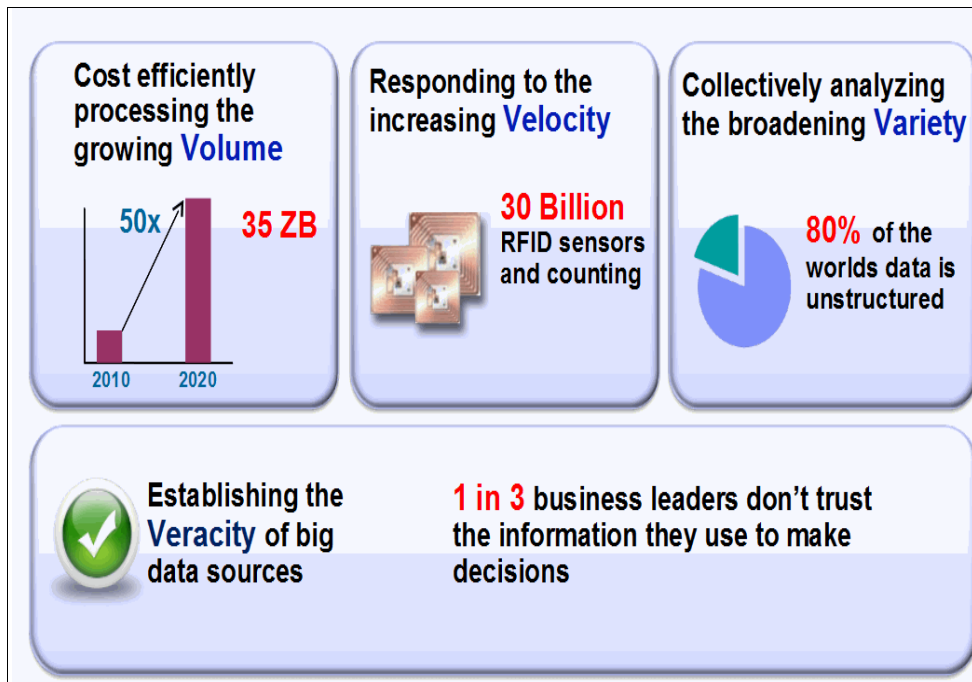 Cost efficiently
processing the
growing Volume
50x
35 ZB
2010
2020
Responding to the
increasing Velocity
30 Billion
RFID sensors
and counting
Collectively analyzing
the broadening Variety
80% of the
worlds data is
unstructured
Establishing the
Veracity of big
data sources
1 in 3 business leaders don't trust
the information they use to make
decisions